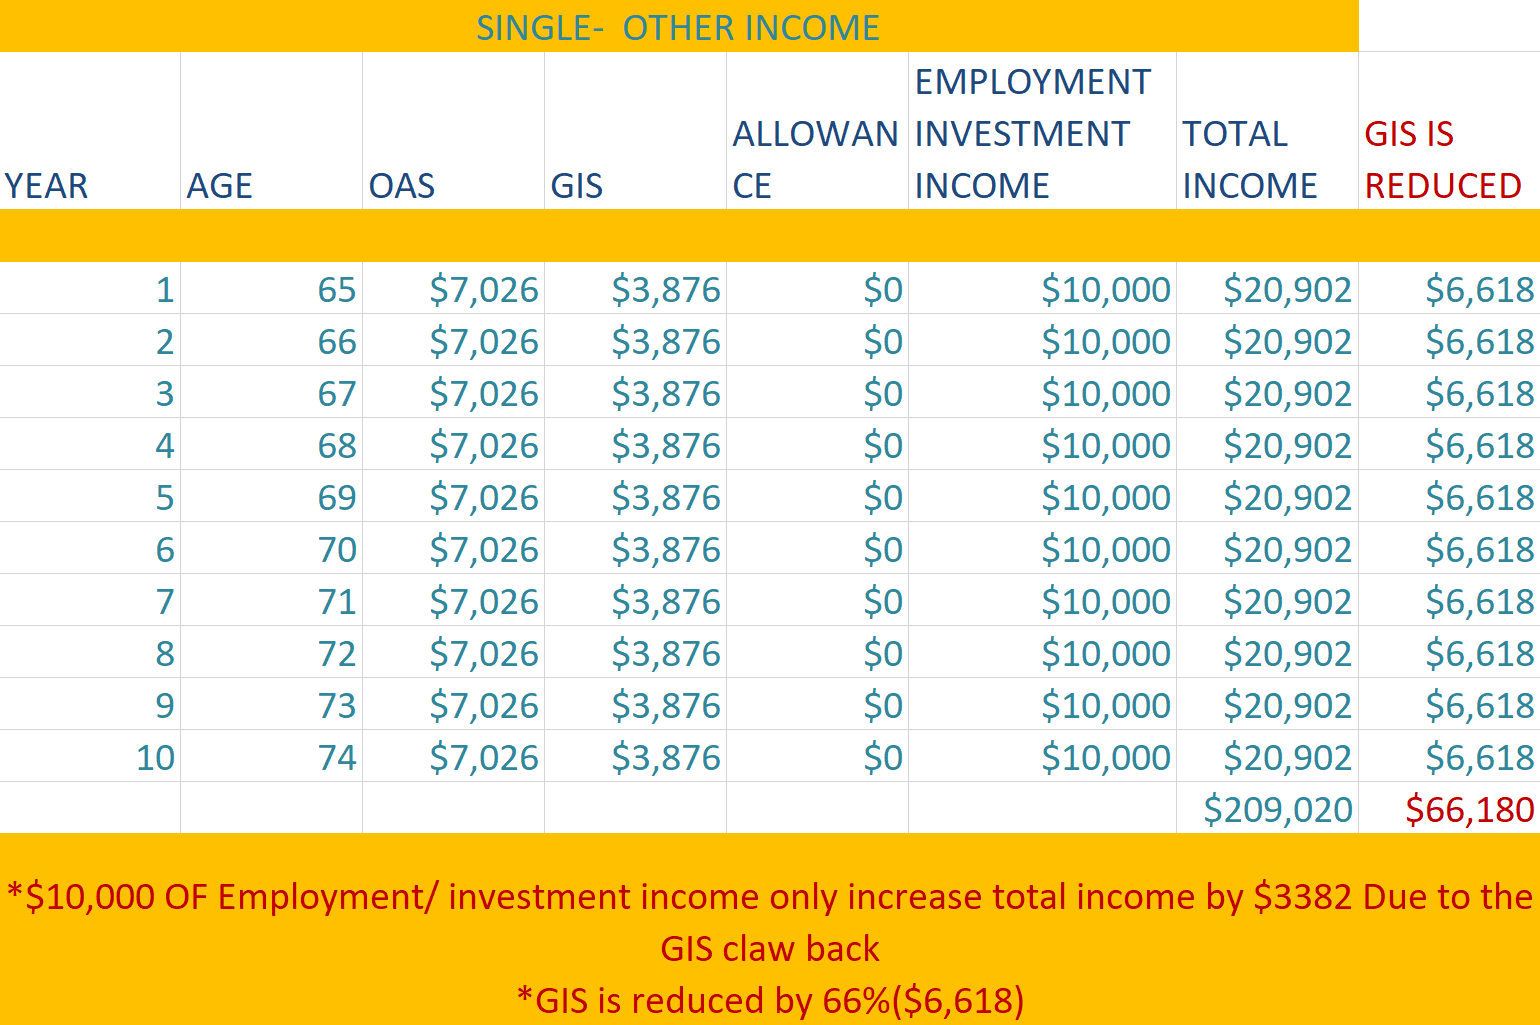 SINGLE- OTHER INCOME
YEAR AGE OAS GIS ALLOWAN CE EMPLOYMENT INVESTMENT INCOME TOTAL INCOME GIS IS REDUCED
1 65 $7,026 $3,876 $0 $10,000 $20,902 $6,618
2 66 $7,026 $3,876 $0 $10,000 $20,902 $6,618
3 67 $7,026 $3,876 $0 $10,000 $20,902 $6,618
4 68 $7,026 $3,876 $0 $10,000 $20,902 $6,618
5 69 $7,026 $3,876 $0 $10,000 $20,902 $6,618
6 70 $7,026 $3,876 $0 $10,000 $20,902 $6,618
7 71 $7,026 $3,876 $0 $10,000 $20,902 $6,618
8 72 $7,026 $3,876 $0 $10,000 $20,902 $6,618
9 73 $7,026 $3,876 $0 $10,000 $20,902 $6,618
10 74 $7,026 $3,876 $0 $10,000 $20,902 $6,618
$209,020 $66,180
*$10,000 OF Employment/ investment income only increase total income by $3382 Due to the
GIS claw back
*GIS is reduced by 66%($6,618)